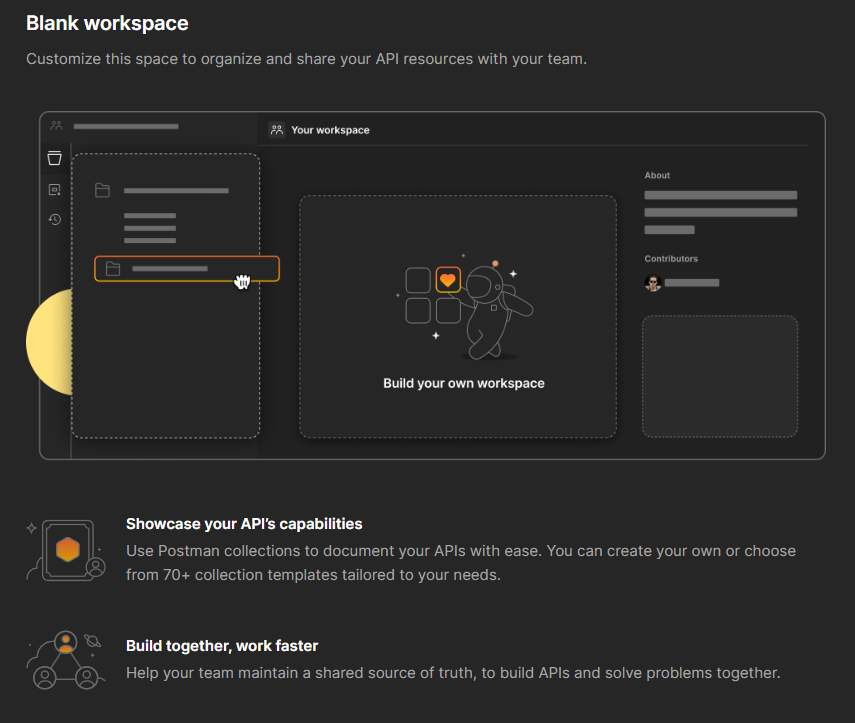 Blank workspace
Customize this space to organize and share your API resources with your team.
Your workspace
About
Contributors
Build your own workspace
Showcase your API's capabilities
Use Postman collections to document your APIs with ease. You can create your own or choose
from 70+ collection templates tailored to your needs.
Build together, work faster
Help your team maintain a shared source of truth, to build APIs and solve problems together.